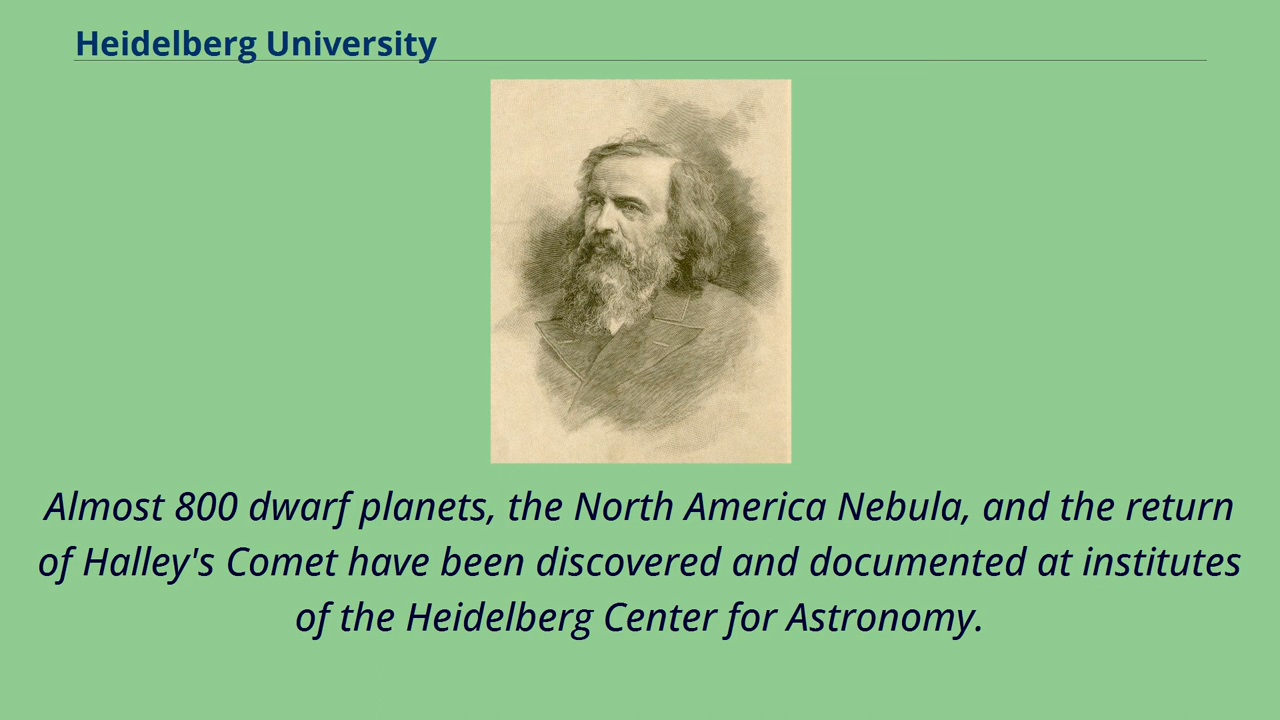 Heidelberg University
Almost 800 dwarf planets, the North America Nebula, and the return
of Halley's Comet have been discovered and documented at institutes
of the Heidelberg Center for Astronomy.